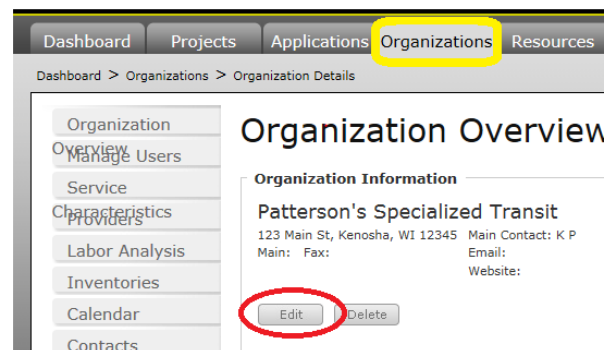 Dashboard Projects Applications Organizations Resources
Dashboard > Organizations > Organization Details
Organization
Overview
Manage Users
Service
Characteristics
Providers
Labor Analysis
Inventories
Calendar
Contacts
Organization Overview
Organization Information
Patterson's Specialized Transit
123 Main St, Kenosha, WI 12345 Main Contact: K P
Main: Fax: Email:
Website:
Edit Delete